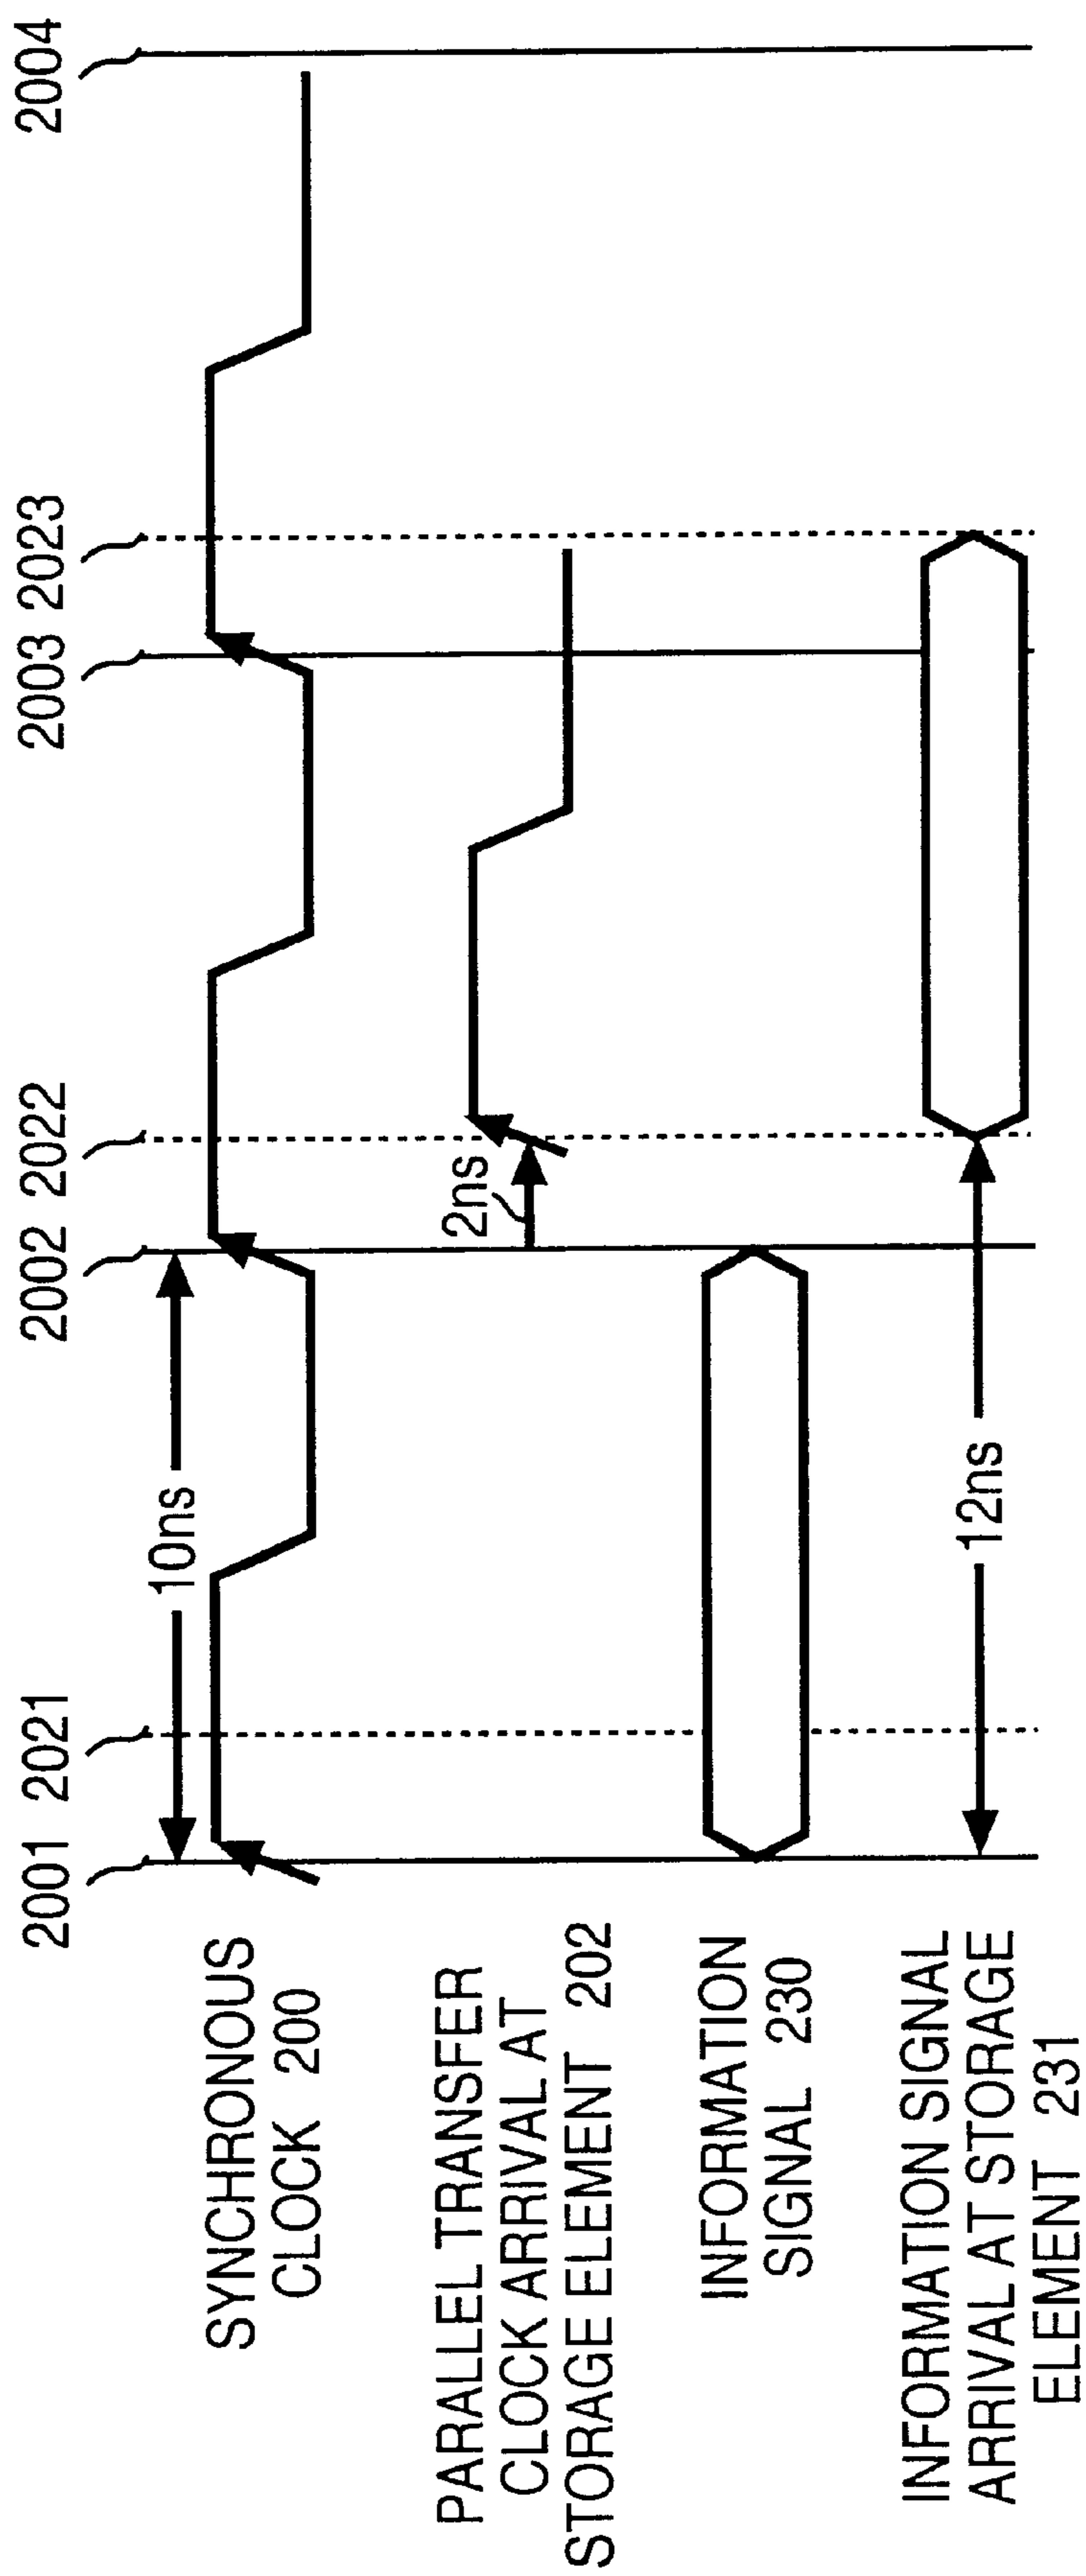 2001
2021
2002
2022
2003
2023
2004
10ns
SYNCHRONOUS
CLOCK 200
2ns
PARALLEL TRANSFER
CLOCK ARRIVAL AT
STORAGE ELEMENT 202
INFORMATION
SIGNAL 230
12ns
INFORMATION SIGNAL
ARRIVAL AT STORAGE
ELEMENT 231